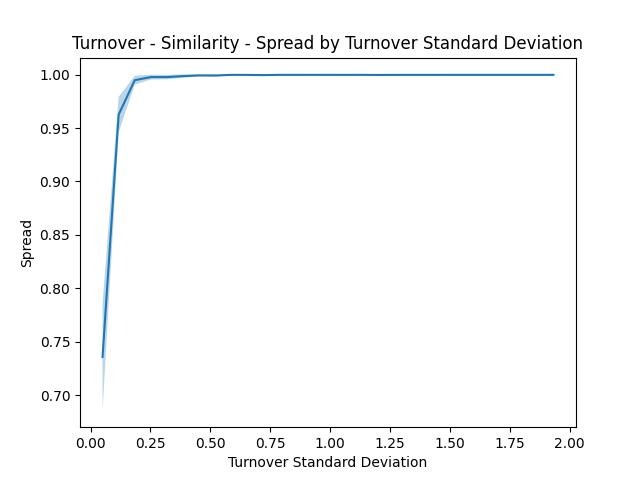 Turnover - Similarity - Spread by Turnover Standard Deviation
1.00
0.95
0.90
0.85
0.80
0.75
0.70
Spread
0.00 0.25 0.50 0.75 1.00 1.25 1.50 1.75 2.00
Turnover Standard Deviation